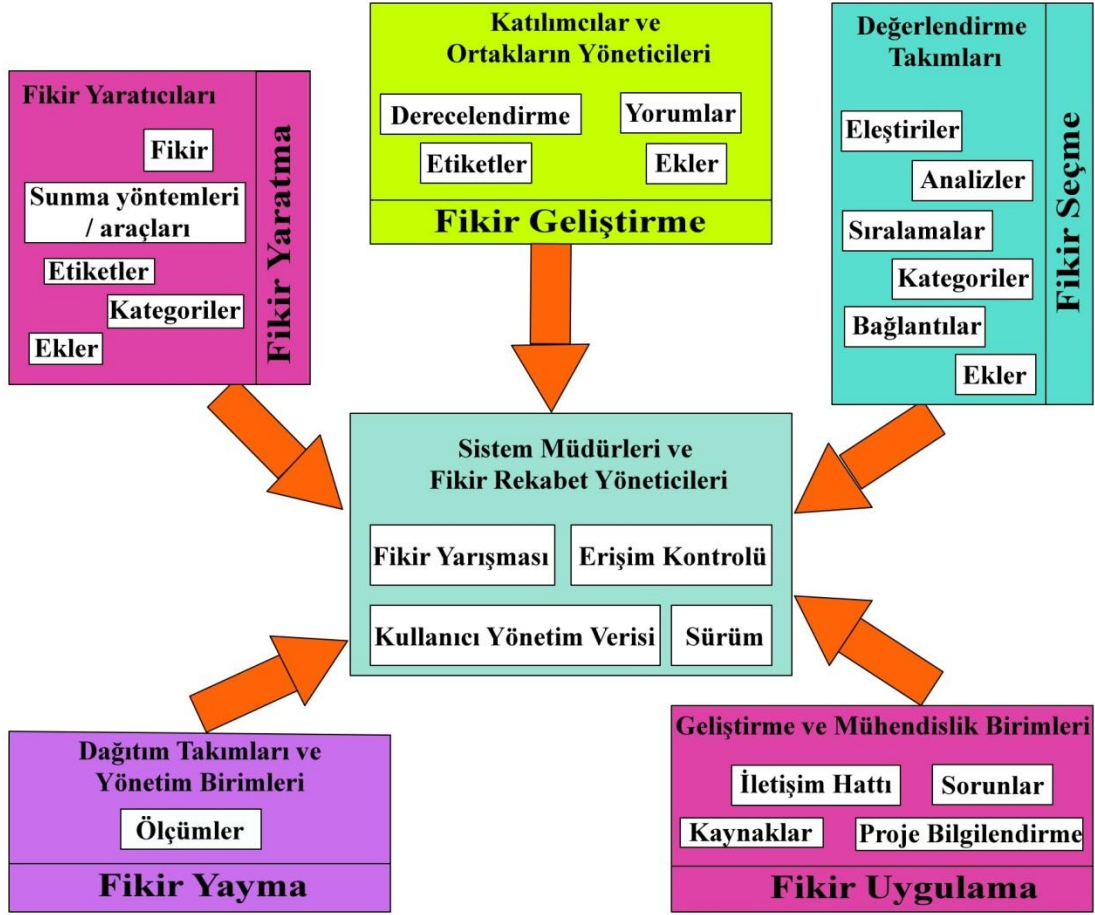 Fikir Yaratıcıları
Fikir
Sunma yöntemleri
/ araçları
Etiketler
Kategoriler
Ekler
Fikir Yaratma
Katılımcılar ve
Ortakların Yöneticileri
Derecelendirme
Yorumlar
Etiketler
Ekler
Fikir Geliştirme
Değerlendirme
Takımları
Eleştiriler
Analizler
Sıralamalar
Kategoriler
Bağlantılar
Ekler
Fikir Seçme
Sistem Müdürleri ve
Fikir Rekabet Yöneticileri
Fikir Yarışması
Erişim Kontrolü
Kullanıcı Yönetim Verisi
Sürüm
Dağıtım Takımları ve
Yönetim Birimleri
Ölçümler
Fikir Yayma
Geliştirme ve Mühendislik Birimleri
İletişim Hattı
Sorunlar
Kaynaklar
Proje Bilgilendirme
Fikir Uygulama